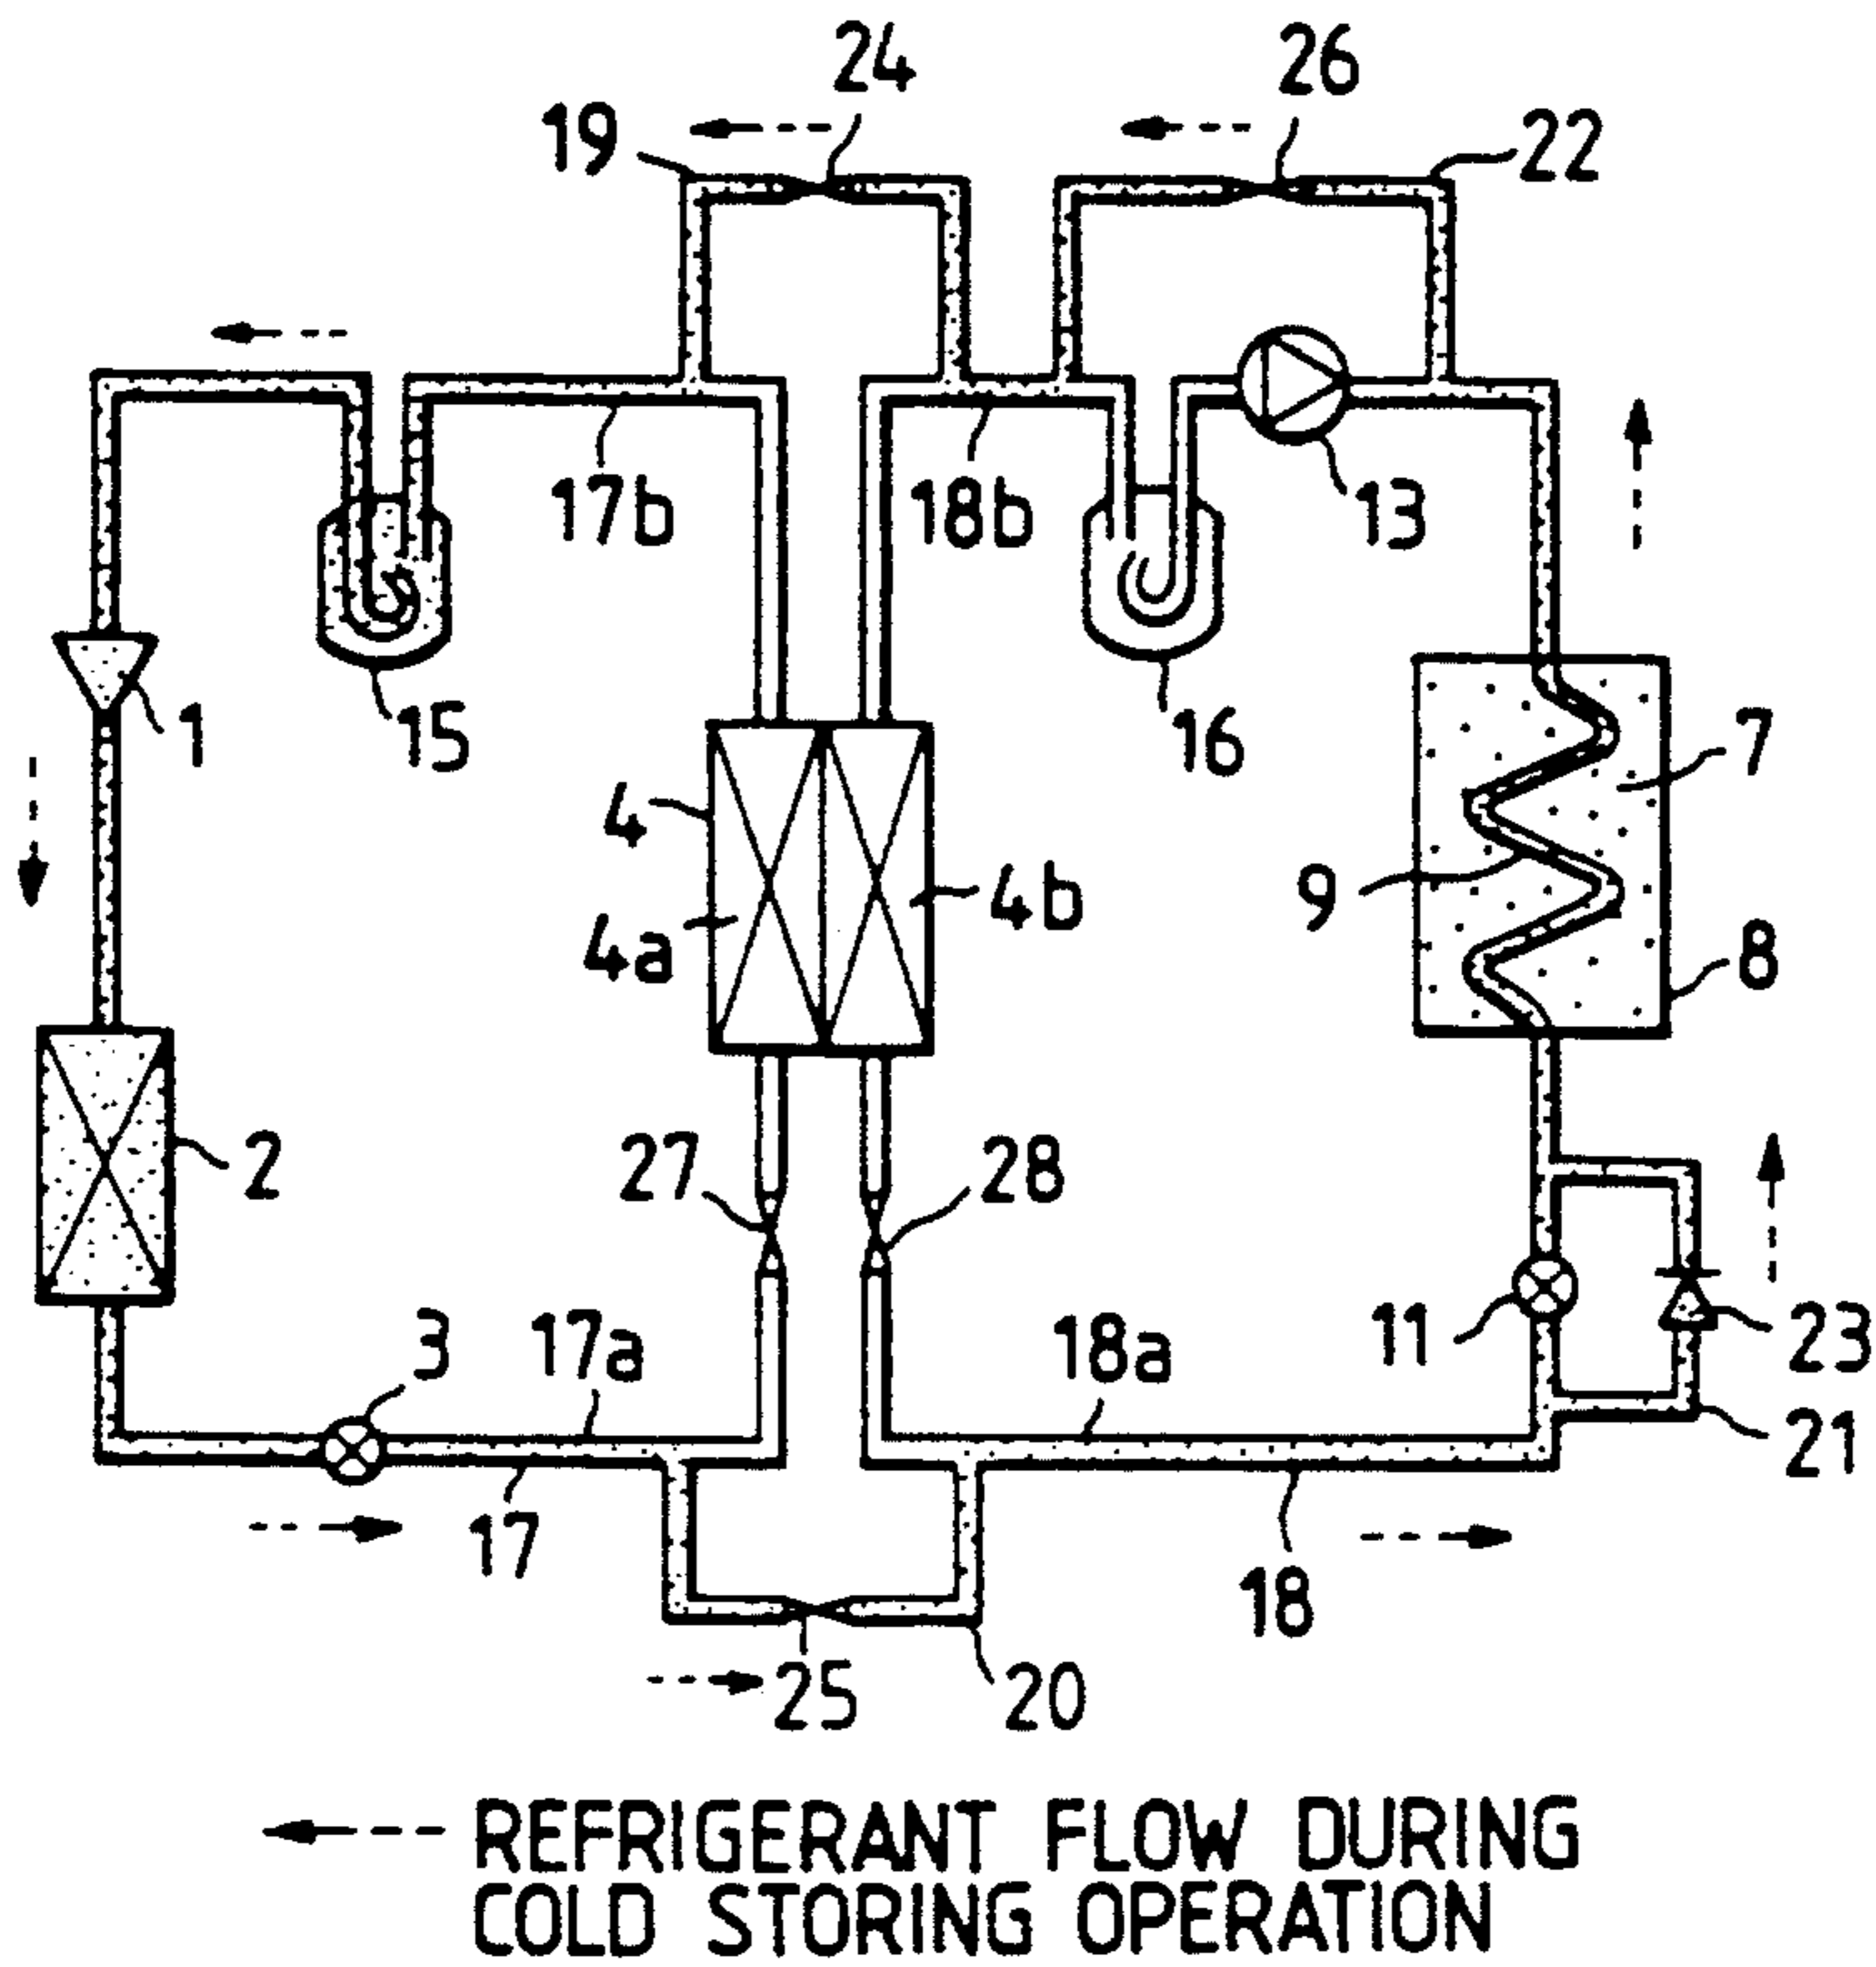 24
26
19
22
17b
18b
13
1
15
16
7
4
4b
9
4a
8
2
27
28
3
17a
18a
11
23
21
17
18
25
20
REFRIGERANT FLOW DURING
COLD STORING OPERATION